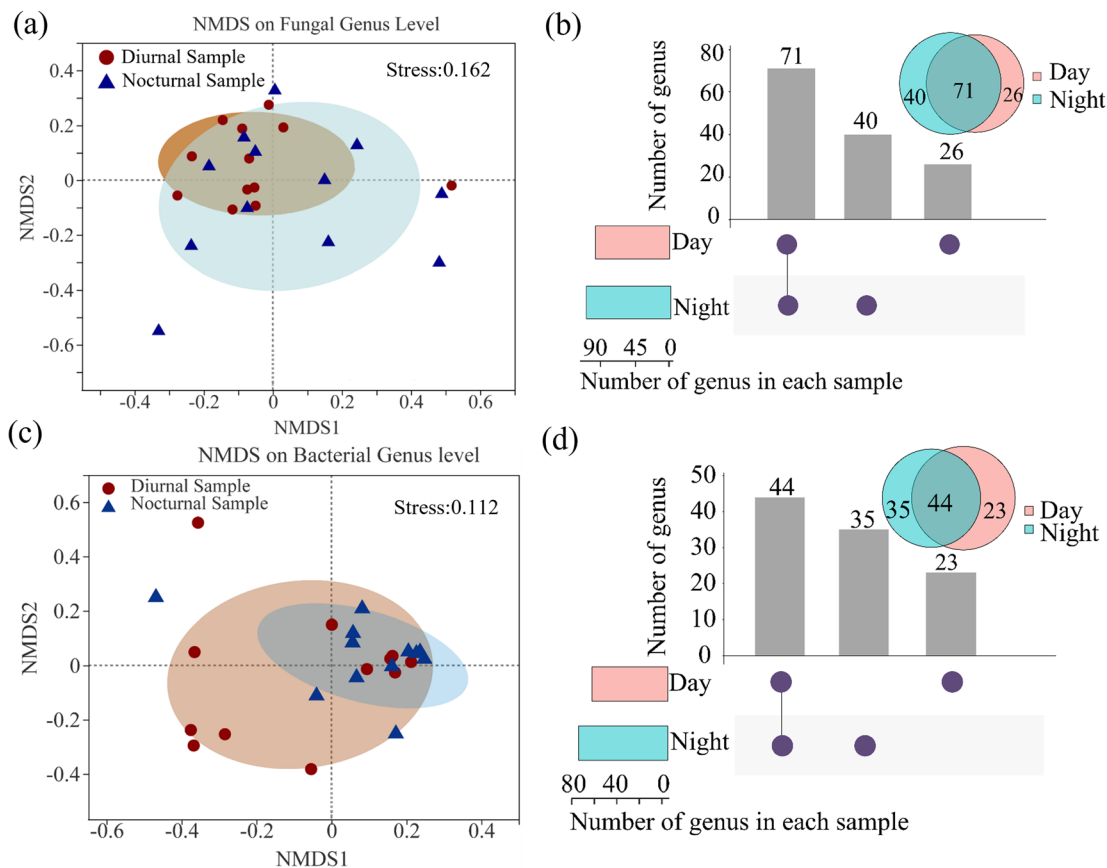 (a)
NMDS on Fungal Genus Level
Diurnal Sample
Nocturnal Sample
Stress:0.162
NMDS2
0.4
0.2
0
-0.2
-0.4
-0.6
-0.4
-0.2
0
0.2
0.4
0.6
NMDS1
(b)
Number of genus
80
60
40
20
0
71
40
26
40
71
26
Day
Night
Day
Night
90
45
0
Number of genus in each sample
(c)
NMDS on Bacterial Genus level
Diurnal Sample
Nocturnal Sample
Stress:0.112
NMDS2
0.6
0.4
0.2
0
-0.2
-0.4
-0.6
-0.4
-0.2
0
0.2
0.4
NMDS1
(d)
Number of genus
50
40
30
20
10
0
44
35
23
35
44
23
Day
Night
Day
Night
80
40
0
Number of genus in each sample